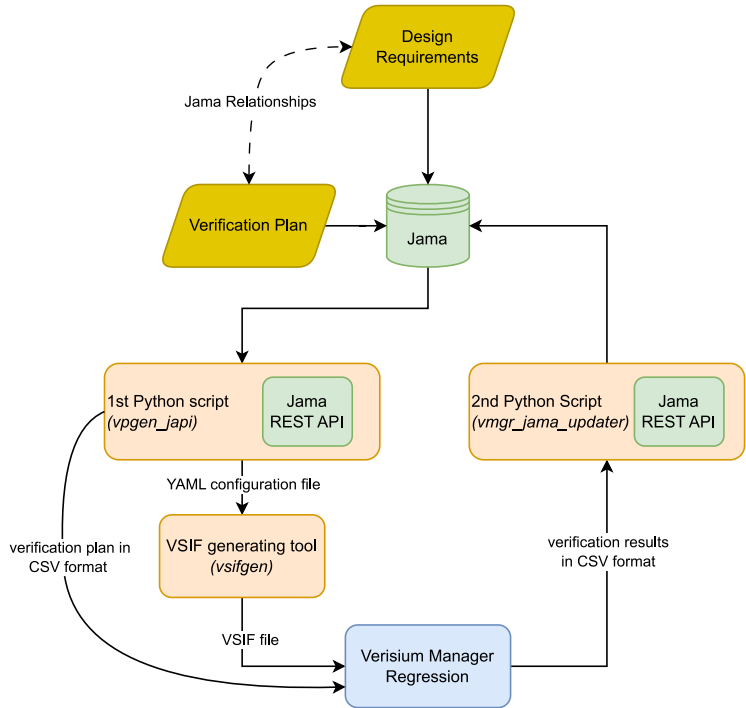 Design
Requirements
Jama Relationships
Verification Plan
Jama
1st Python script
(vpgen_japi)
Jama
REST API
2nd Python Script
(vmgr_jama_updater)
Jama
REST API
YAML configuration file
VSIF generating tool
(vsifgen)
verification plan in
CSV format
verification results
in CSV format
VSIF file
Verisium Manager
Regression